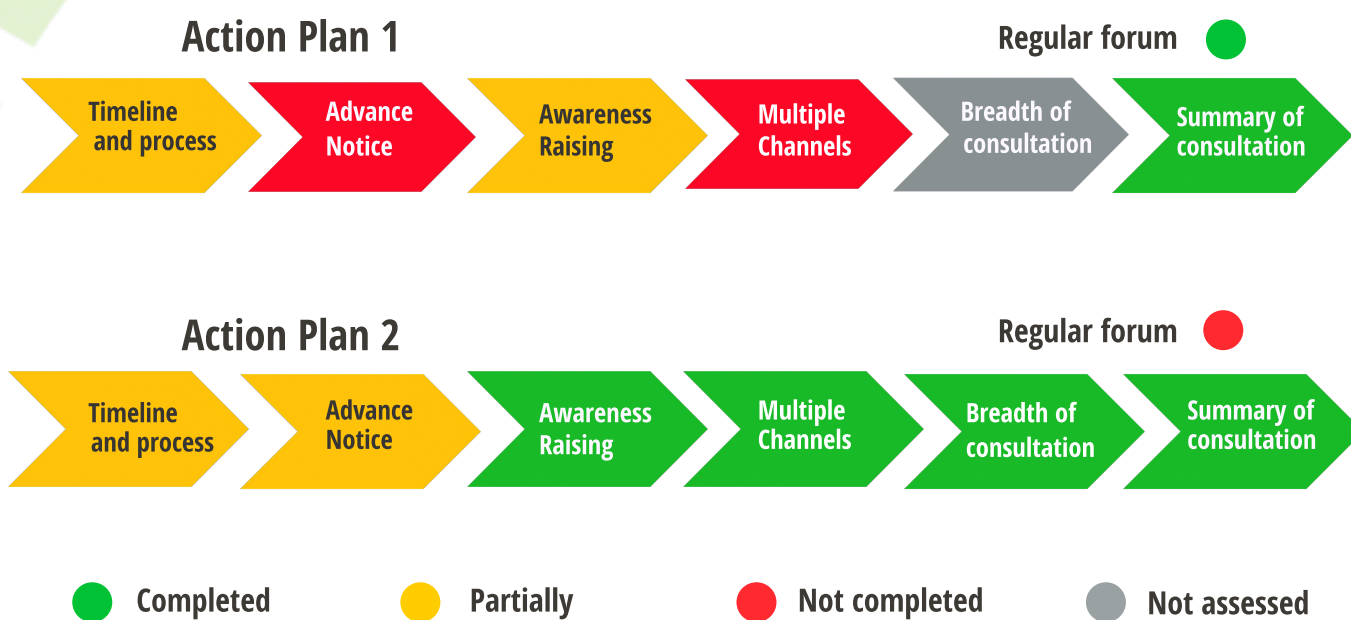 Action Plan 1
Regular forum
Timeline
and process
Advance
Notice
Awareness
Raising
Multiple
Channels
Breadth of
consultation
Summary of
consultation
Action Plan 2
Regular forum
Timeline
and process
Advance
Notice
Awareness
Raising
Multiple
Channels
Breadth of
consultation
Summary of
consultation
Completed
Partially
Not completed
Not assessed